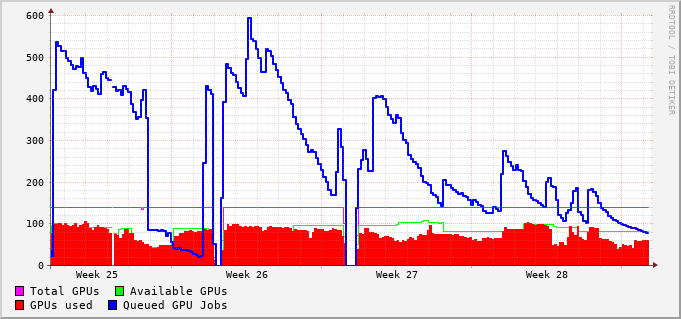 600
500
400
300
200
100
0
Week 25 Week 26 Week 27 Week 28
Total GPUs Available GPUs
GPUs used Queued GPU Jobs
RRDTOOL / TOBI OETIKER